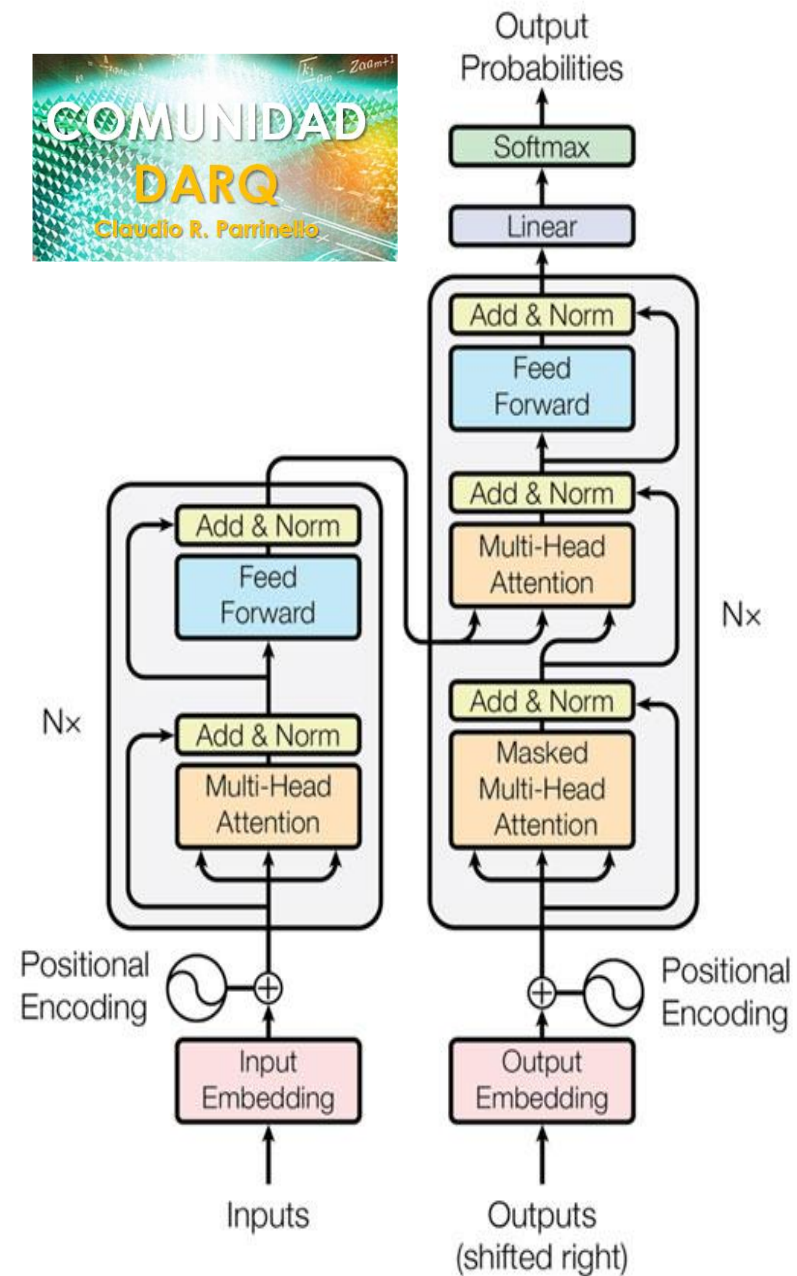 Output
Probabilities
COMUNIDAD
DARQ
Claudio R. Parrinello
Softmax
Linear
Add & Norm
Feed
Forward
Add & Norm
Multi-Head
Attention
Add & Norm
Masked
Multi-Head
Attention
Nx
Add & Norm
Feed
Forward
Add & Norm
Multi-Head
Attention
Nx
Positional
Encoding
Positional
Encoding
Input
Embedding
Output
Embedding
Inputs
Outputs
(shifted right)